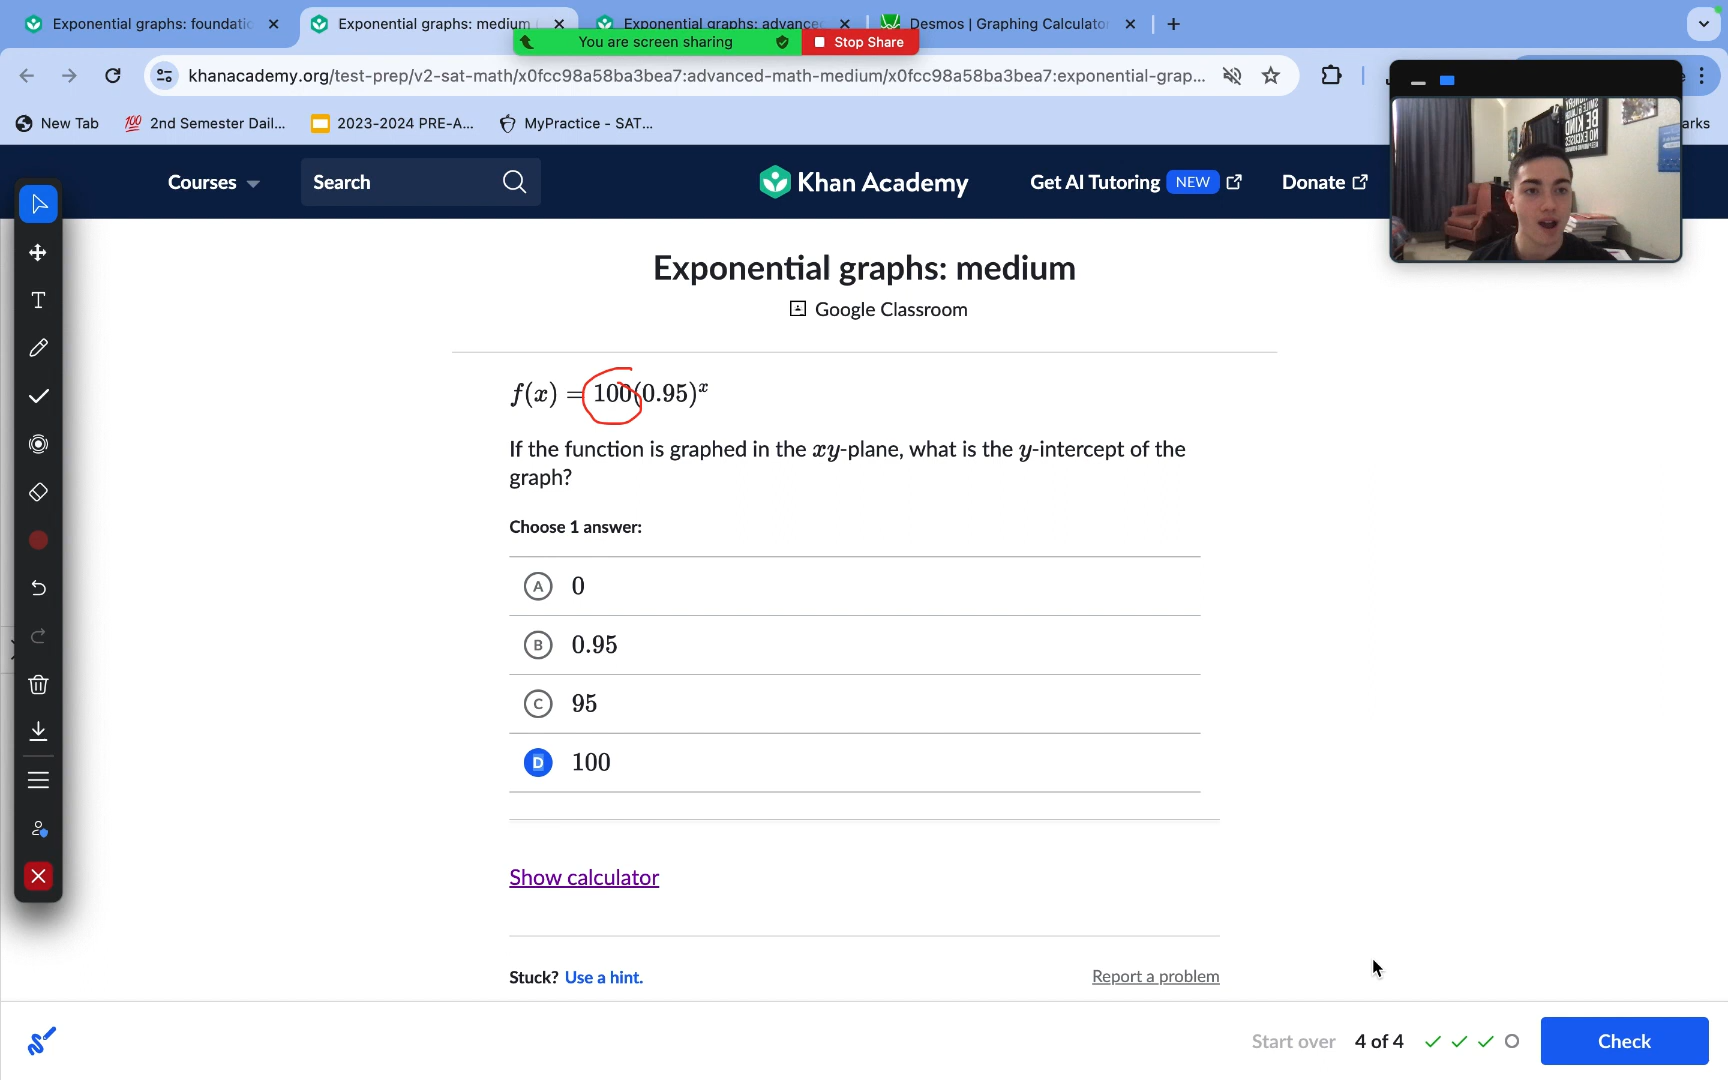 Exponential graphs: foundatic
Exponential graphs: medium
Exponential graphs: advance
Desmos | Graphing Calculator
You are screen sharing
Stop Share
khanacademy.org/test-prep/v2-sat-math/x0fcc98a58ba3bea7:advanced-math-medium/x0fcc98a58ba3bea7:exponential-grap...
New Tab
2nd Semester Dail...
2023-2024 PRE-A...
MyPractice - SAT...
arks
Courses
Search
Khan Academy
Get AI Tutoring NEW
Donate
BE KIND
NO EXCUSES
Exponential graphs: medium
Google Classroom
f(x) = 100(0.95)^x
If the function is graphed in the xy-plane, what is the y-intercept of the
graph?
Choose 1 answer:
A 0
B 0.95
C 95
D 100
Show calculator
Stuck? Use a hint.
Report a problem
Start over 4 of 4
Check